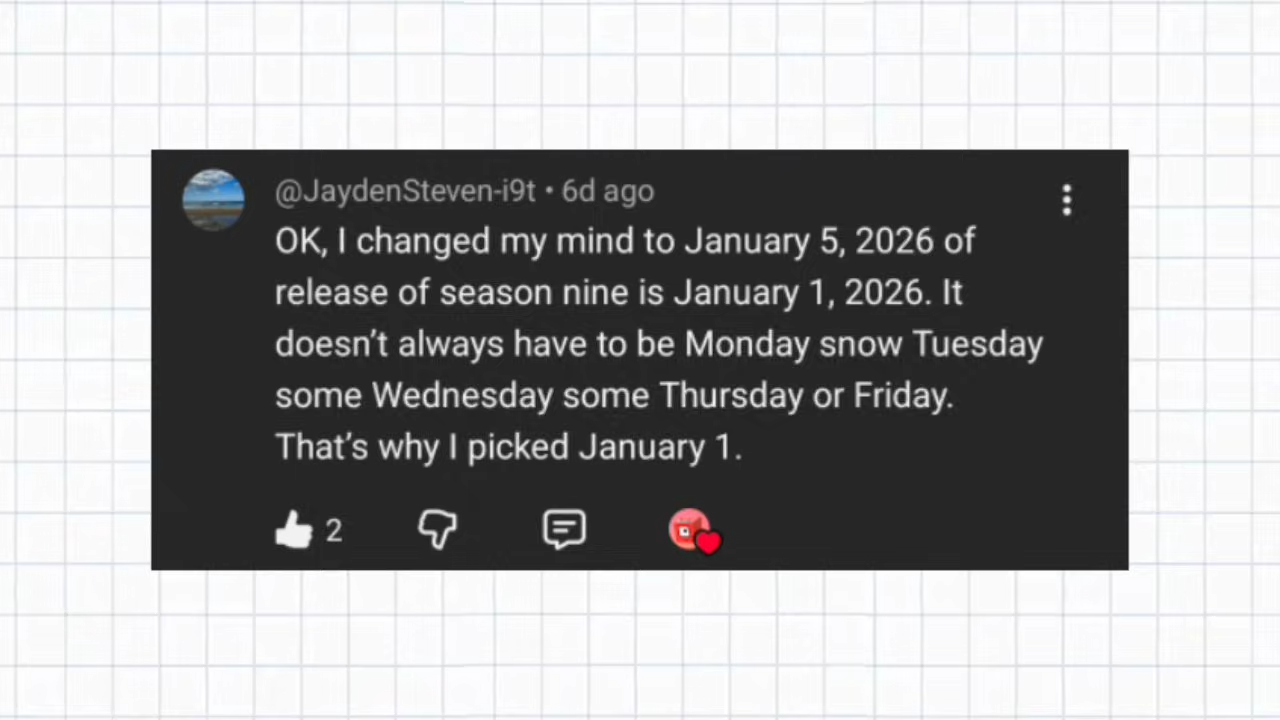 @JaydenSteven-i9t • 6d ago
OK, I changed my mind to January 5, 2026 of
release of season nine is January 1, 2026. It
doesn’t always have to be Monday snow Tuesday
some Wednesday some Thursday or Friday.
That’s why I picked January 1.
2